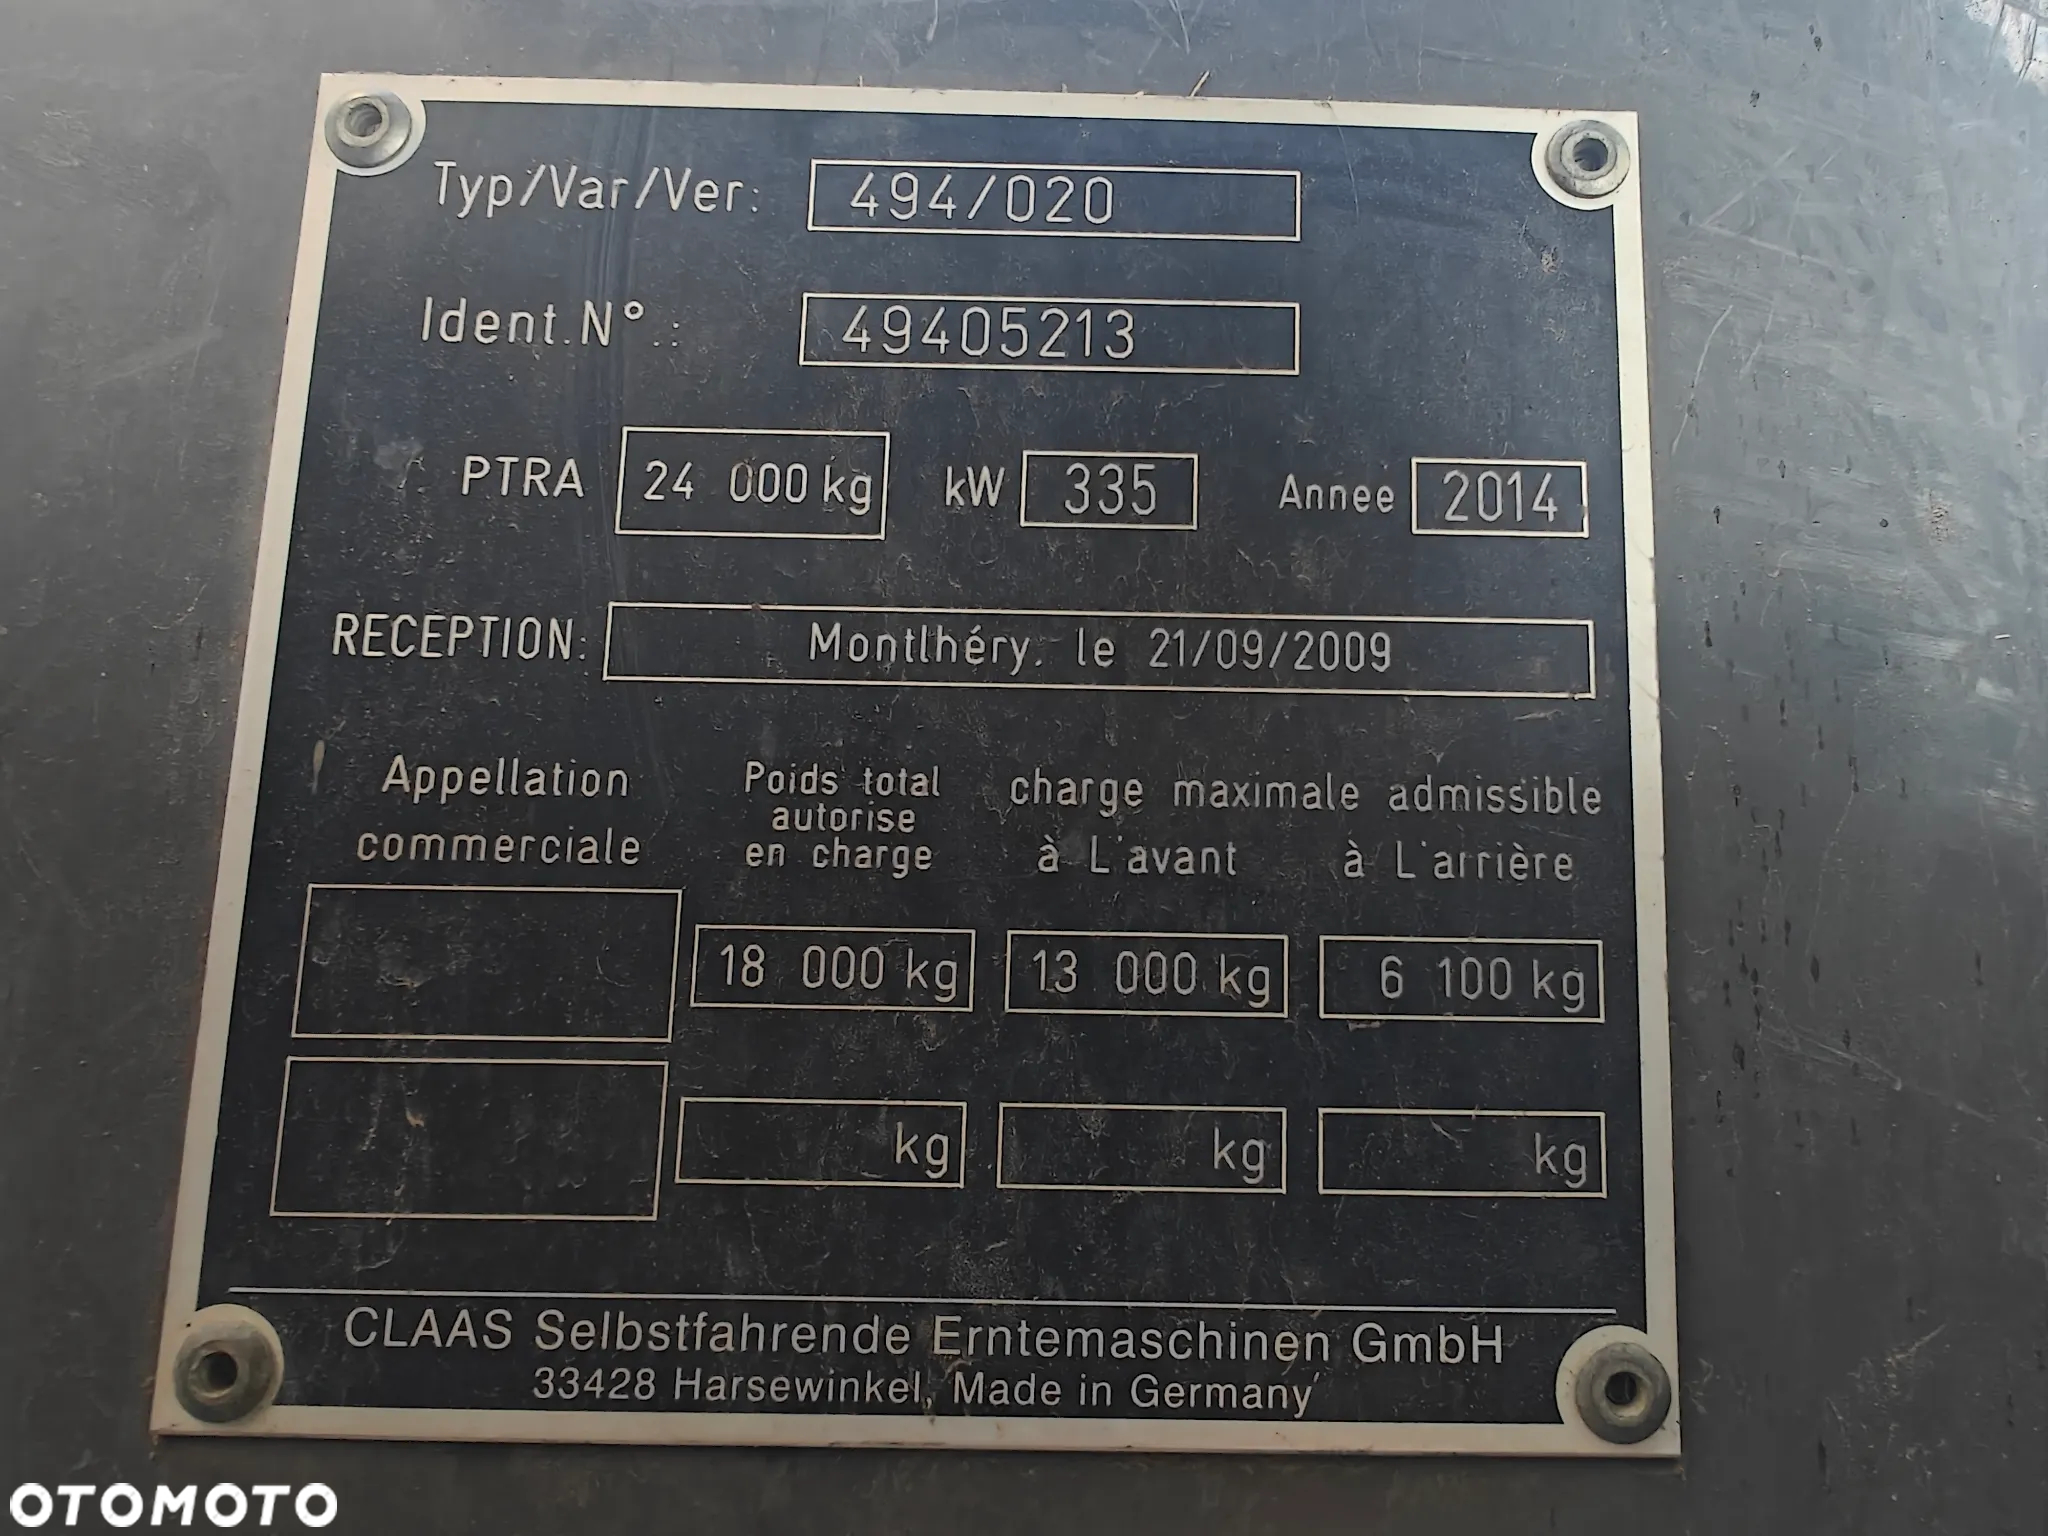 Typ/Var/Ver: 494/020
Ident.N° .: 49405213
PTRA 24 000 kg kW 335 Annee 2014
RECEPTION: Montlhéry, le 21/09/2009
Appellation commerciale
Poids total autorise en charge
charge maximale admissible
à L'avant à L'arrière
18 000 kg 13 000 kg 6 100 kg
kg kg kg
CLAAS Selbstfahrende Erntemaschinen GmbH
33428 Harsewinkel, Made in Germany
OTOMOTO